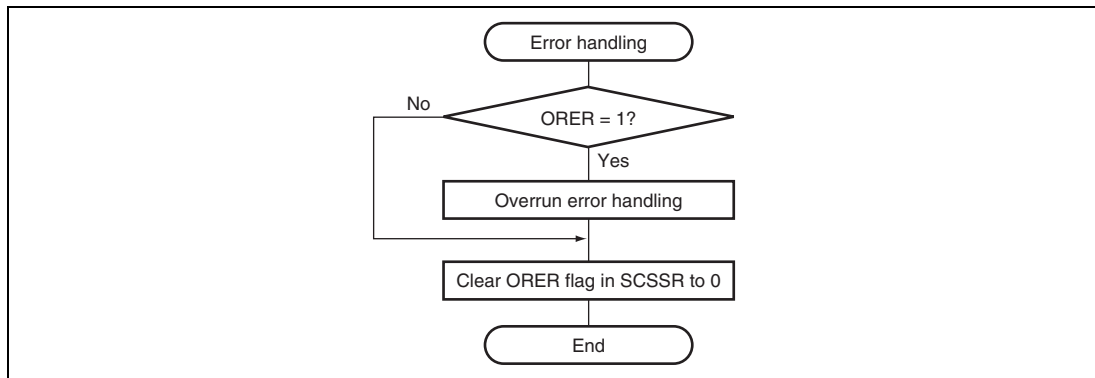 Error handling
No
ORER = 1?
Yes
Overrun error handling
Clear ORER flag in SCSSR to 0
End